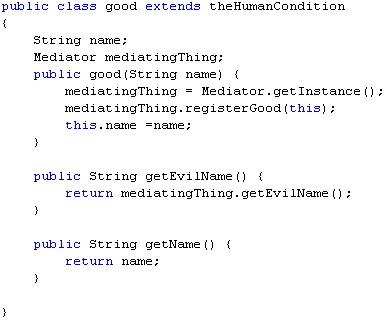 public class good extends theHumanCondition
{
    String name;
    Mediator mediatingThing;
    public good(String name) {
        mediatingThing = Mediator.getInstance();
        mediatingThing.registerGood(this);
        this.name =name;
    }

    public String getEvilName() {
        return mediatingThing.getEvilName();
    }

    public String getName() {
        return name;
    }

}